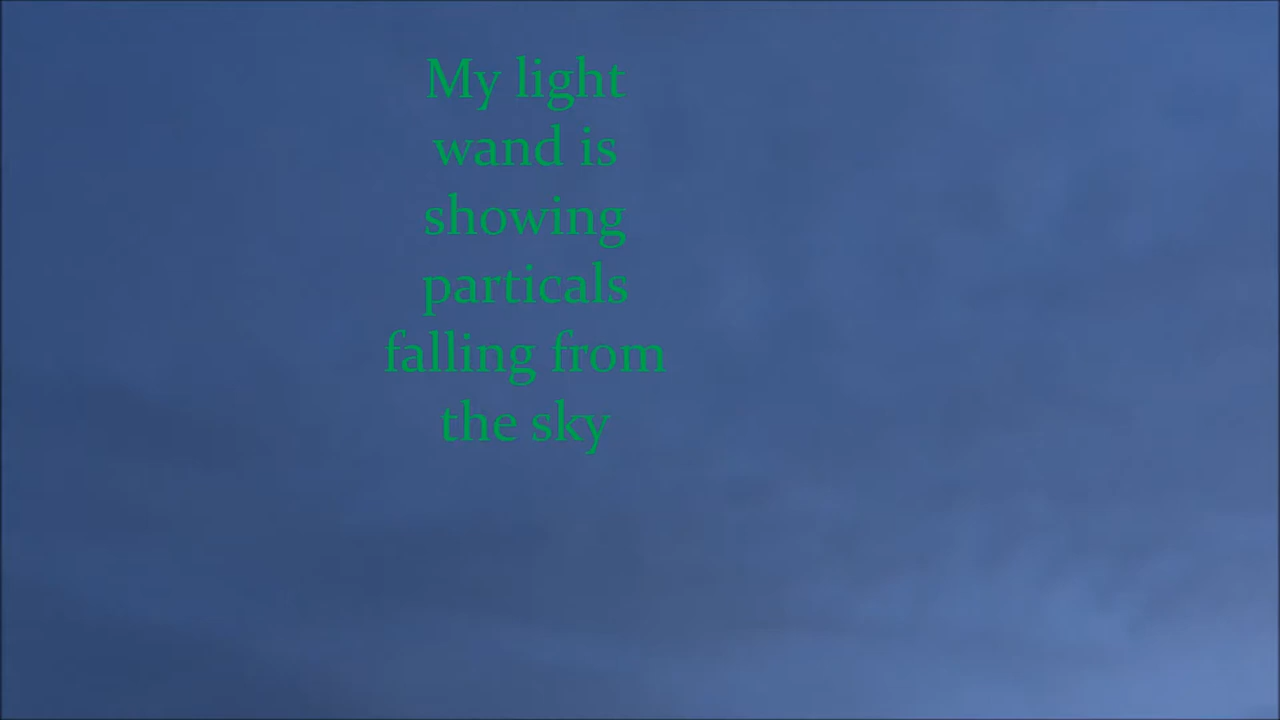 My light
wand is
showing
particals
falling from
the sky